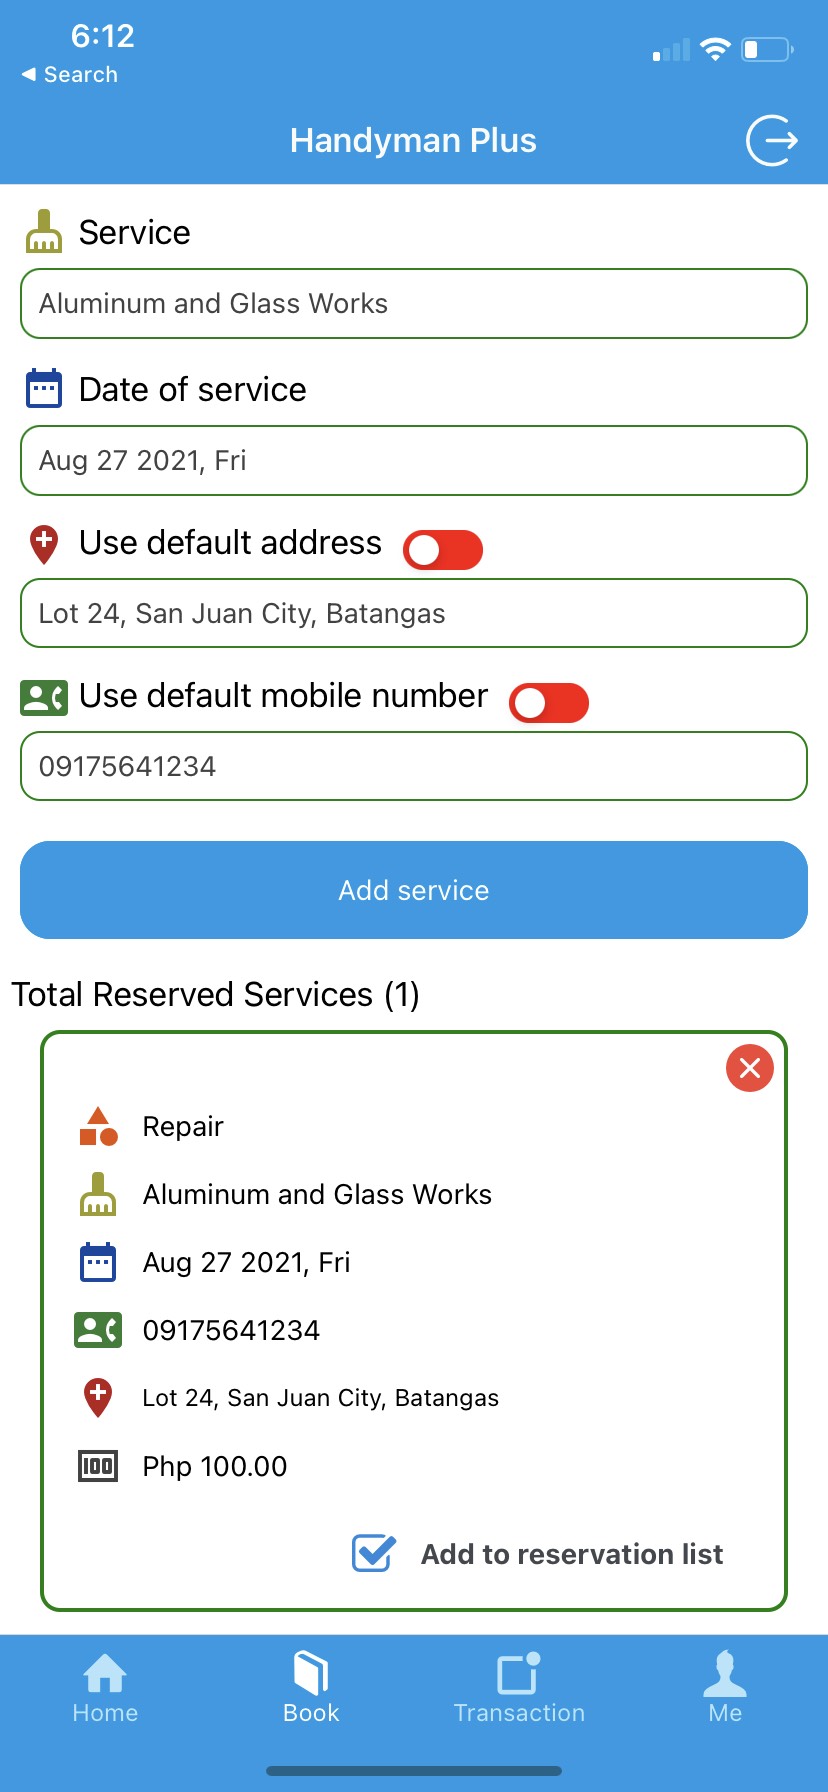 6:12
Search
Handyman Plus
Service
Aluminum and Glass Works
Date of service
Aug 27 2021, Fri
Use default address
Lot 24, San Juan City, Batangas
Use default mobile number
09175641234
Add service
Total Reserved Services (1)
Repair
Aluminum and Glass Works
Aug 27 2021, Fri
09175641234
Lot 24, San Juan City, Batangas
100 Php 100.00
Add to reservation list
Home Book Transaction Me